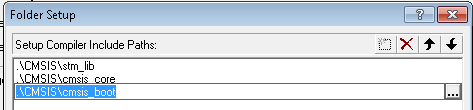 Folder Setup
Setup Compiler Include Paths:
.\CMSIS\stm_lib
.\CMSIS\cmsis_core
.\CMSIS\cmsis_boot
...